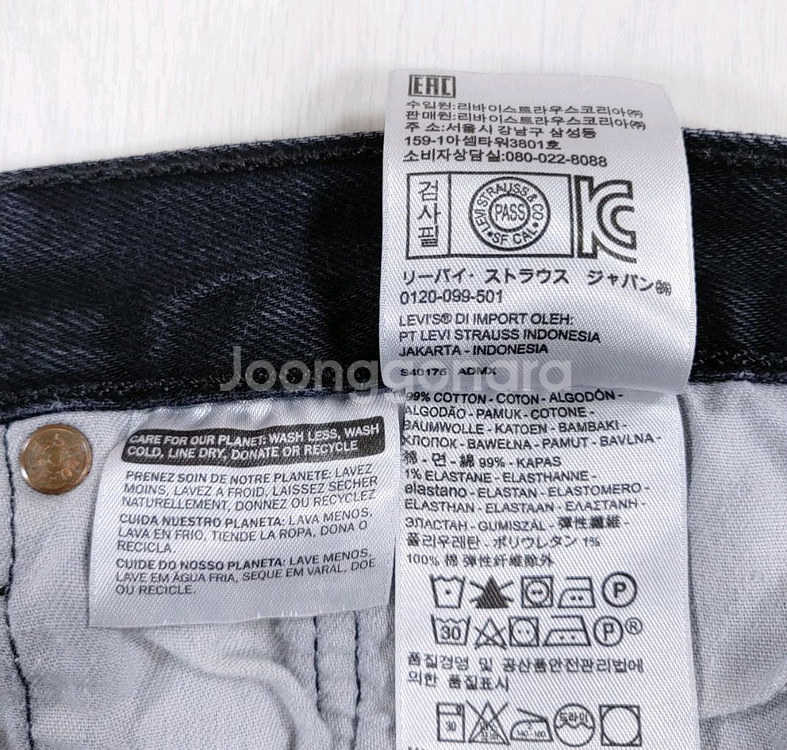 EAC
수입원:리바이스트라우스코리아㈜
판매원:리바이스트라우스코리아㈜
주 소:서울시 강남구 삼성동
159-1아셈타워3801호
소비자상담실:080-022-8088
검사필
LEVI STRAUSS & CO
PASS
SF CAL
KC
リーバイ・ストラウス ジャパン㈱
0120-099-501
LEVI'S® DI IMPORT OLEH:
PT LEVI STRAUSS INDONESIA
JAKARTA - INDONESIA
S40176 ADMX
Joonggonara
99% COTTON - COTON - ALGODÓN -
ALGODÃO - PAMUK - COTONE -
BAUMWOLLE - KATOEN - BAMBAKI -
ХЛОПОК - BAWEŁNA - PAMUT - BAVLNA -
棉 - 면 - 綿 99% - KAPAS
1% ELASTANE - ELASTHANNE -
elastano - ELASTAN - ELASTOMERO -
ELASTHAN - ELASTAAN - ΕΛΑΣΤΑΝΗ -
ЭЛАСТАН - GUMISZÁL - 彈性纖維 -
폴리우레탄 - ポリウレタン 1%
100% 棉 弹性纤维除外
P
30
P®
품질경영 및 공산품안전관리법에
의한 품질표시
드라이
CARE FOR OUR PLANET: WASH LESS, WASH
COLD, LINE DRY, DONATE OR RECYCLE
PRENEZ SOIN DE NOTRE PLANETE: LAVEZ
MOINS, LAVEZ A FROID, LAISSEZ SECHER
NATURELLEMENT, DONNEZ OU RECYCLEZ
CUIDA NUESTRO PLANETA: LAVA MENOS,
LAVA EN FRÍO, TIENDE LA ROPA, DONA O
RECICLA.
CUIDE DO NOSSO PLANETA: LAVE MENOS,
LAVE EM ÁGUA FRIA, SEQUE EM VARAL, DOE
OU RECICLE.